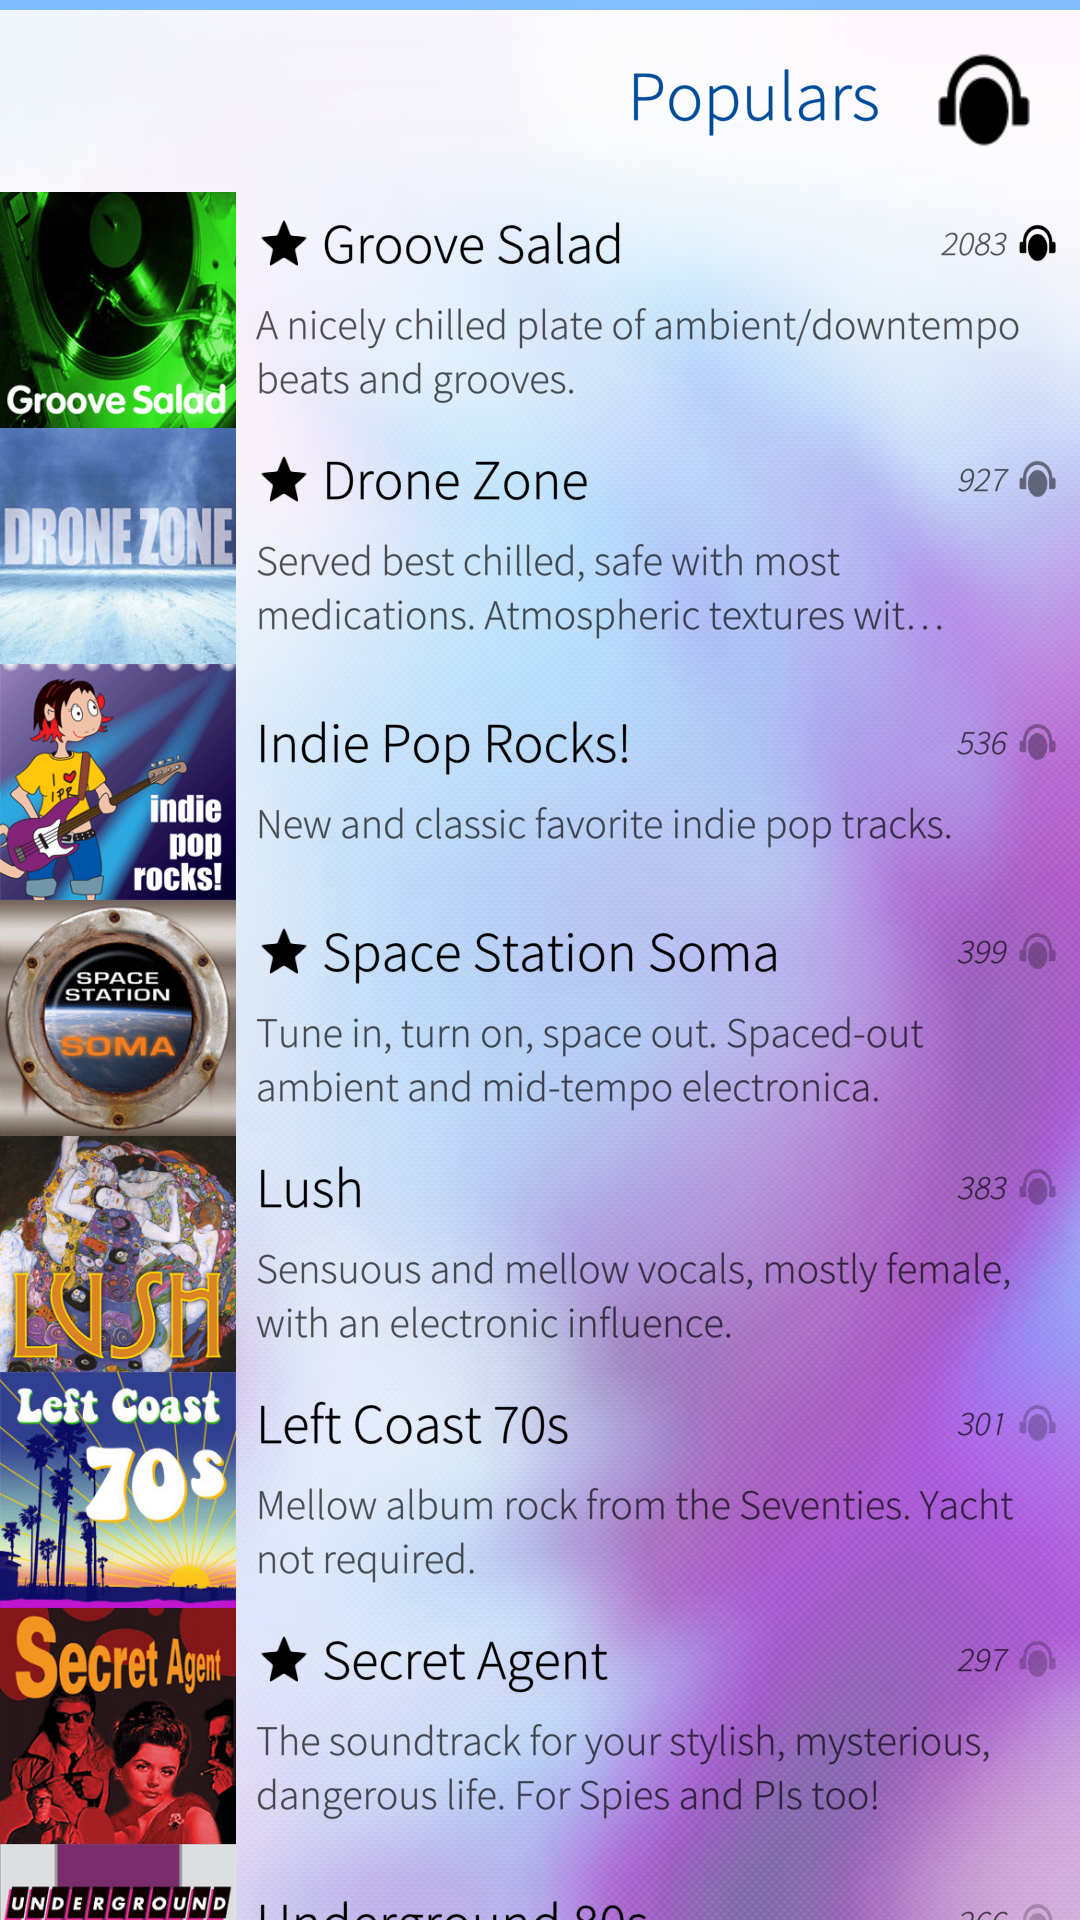 Populars
Groove Salad
★ Groove Salad
2083
A nicely chilled plate of ambient/downtempo
beats and grooves.
DRONE ZONE
★ Drone Zone
927
Served best chilled, safe with most
medications. Atmospheric textures wit…
I ♥
IPR
indie
pop
rocks!
Indie Pop Rocks!
536
New and classic favorite indie pop tracks.
SPACE
STATION
SOMA
★ Space Station Soma
399
Tune in, turn on, space out. Spaced-out
ambient and mid-tempo electronica.
LUSH
Lush
383
Sensuous and mellow vocals, mostly female,
with an electronic influence.
Left Coast
70s
Left Coast 70s
301
Mellow album rock from the Seventies. Yacht
not required.
Secret Agent
★ Secret Agent
297
The soundtrack for your stylish, mysterious,
dangerous life. For Spies and PIs too!
UNDERGROUND
Underground 80s